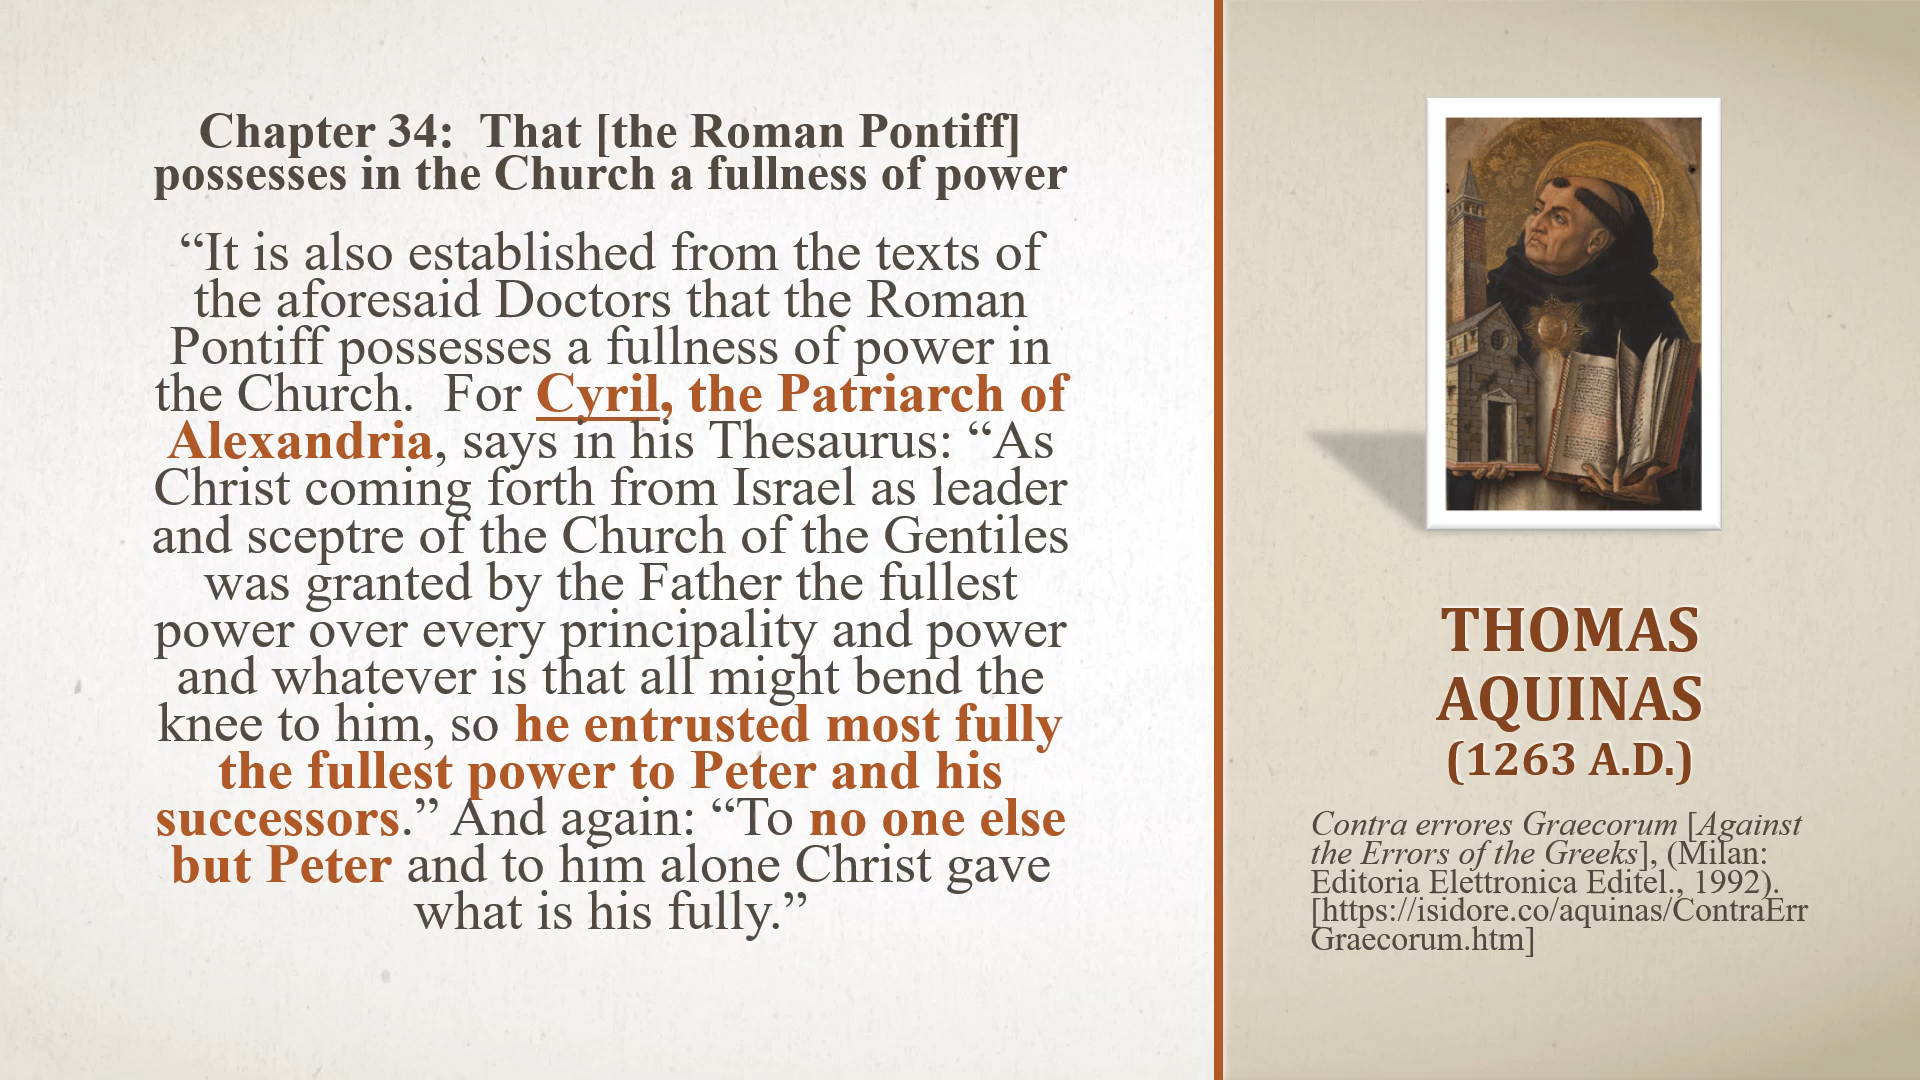 Chapter 34:  That [the Roman Pontiff]
possesses in the Church a fullness of power
“It is also established from the texts of
the aforesaid Doctors that the Roman
Pontiff possesses a fullness of power in
the Church.  For Cyril, the Patriarch of
Alexandria, says in his Thesaurus: “As
Christ coming forth from Israel as leader
and sceptre of the Church of the Gentiles
was granted by the Father the fullest
power over every principality and power
and whatever is that all might bend the
knee to him, so he entrusted most fully
the fullest power to Peter and his
successors.” And again: “To no one else
but Peter and to him alone Christ gave
what is his fully.”
THOMAS
AQUINAS
(1263 A.D.)
Contra errores Graecorum [Against
the Errors of the Greeks], (Milan:
Editoria Elettronica Editel., 1992).
[https://isidore.co/aquinas/ContraErr
Graecorum.htm]